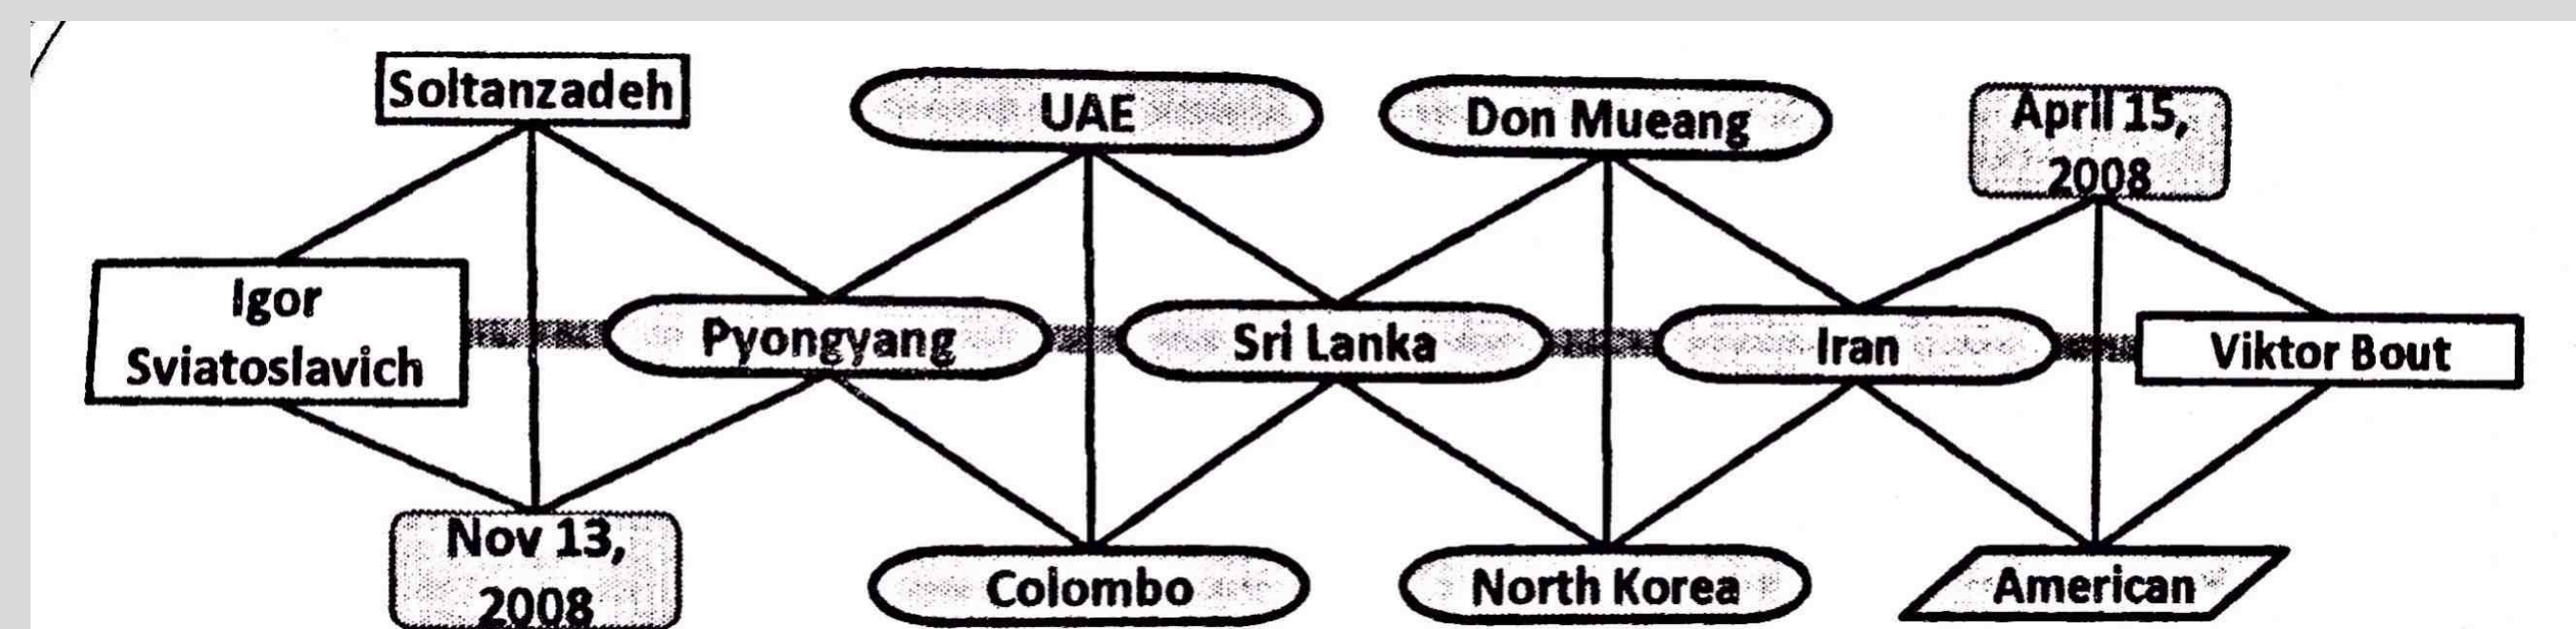 Soltanzadeh
UAE
Don Mueang
April 15,
2008
Igor
Sviatoslavich
Pyongyang
Sri Lanka
Iran
Viktor Bout
Nov 13,
2008
Colombo
North Korea
American